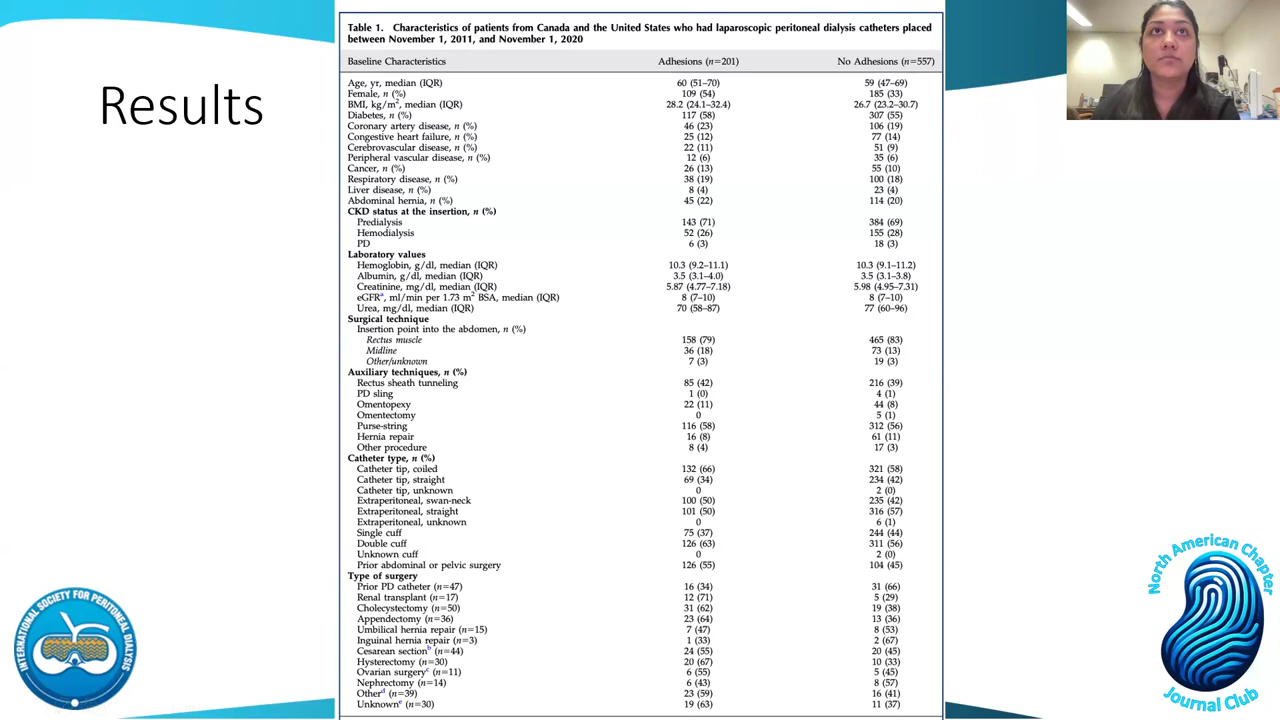 Results
Table 1. Characteristics of patients from Canada and the United States who had laparoscopic peritoneal dialysis catheters placed
between November 1, 2011, and November 1, 2020
Baseline Characteristics Adhesions (n=201) No Adhesions (n=557)
Age, yr, median (IQR) 60 (51–70) 59 (47–69)
Female, n (%) 109 (54) 185 (33)
BMI, kg/m², median (IQR) 28.2 (24.1–32.4) 26.7 (23.2–30.7)
Diabetes, n (%) 117 (58) 307 (55)
Coronary artery disease, n (%) 46 (23) 106 (19)
Congestive heart failure, n (%) 25 (12) 77 (14)
Cerebrovascular disease, n (%) 22 (11) 51 (9)
Peripheral vascular disease, n (%) 12 (6) 35 (6)
Cancer, n (%) 26 (13) 55 (10)
Respiratory disease, n (%) 38 (19) 100 (18)
Liver disease, n (%) 8 (4) 23 (4)
Abdominal hernia, n (%) 45 (22) 114 (20)
CKD status at the insertion, n (%)
Predialysis 143 (71) 384 (69)
Hemodialysis 52 (26) 155 (28)
PD 6 (3) 18 (3)
Laboratory values
Hemoglobin, g/dl, median (IQR) 10.3 (9.2–11.1) 10.3 (9.1–11.2)
Albumin, g/dl, median (IQR) 3.5 (3.1–4.0) 3.5 (3.1–3.8)
Creatinine, mg/dl, median (IQR) 5.87 (4.77–7.18) 5.98 (4.95–7.31)
eGFRᵃ, ml/min per 1.73 m² BSA, median (IQR) 8 (7–10) 8 (7–10)
Urea, mg/dl, median (IQR) 70 (58–87) 77 (60–96)
Surgical technique
Insertion point into the abdomen, n (%)
Rectus muscle 158 (79) 465 (83)
Midline 36 (18) 73 (13)
Other/unknown 7 (3) 19 (3)
Auxiliary techniques, n (%)
Rectus sheath tunneling 85 (42) 216 (39)
PD sling 1 (0) 4 (1)
Omentopexy 22 (11) 44 (8)
Omentectomy 0 5 (1)
Purse-string 116 (58) 312 (56)
Hernia repair 16 (8) 61 (11)
Other procedure 8 (4) 17 (3)
Catheter type, n (%)
Catheter tip, coiled 132 (66) 321 (58)
Catheter tip, straight 69 (34) 234 (42)
Catheter tip, unknown 0 2 (0)
Extraperitoneal, swan-neck 100 (50) 235 (42)
Extraperitoneal, straight 101 (50) 316 (57)
Extraperitoneal, unknown 0 6 (1)
Single cuff 75 (37) 244 (44)
Double cuff 126 (63) 311 (56)
Unknown cuff 0 2 (0)
Prior abdominal or pelvic surgery 126 (55) 104 (45)
Type of surgery
Prior PD catheter (n=47) 16 (34) 31 (66)
Renal transplant (n=17) 12 (71) 5 (29)
Cholecystectomy (n=50) 31 (62) 19 (38)
Appendectomy (n=36) 23 (64) 13 (36)
Umbilical hernia repair (n=15) 7 (47) 8 (53)
Inguinal hernia repair (n=3) 1 (33) 2 (67)
Cesarean sectionᵇ (n=44) 24 (55) 20 (45)
Hysterectomy (n=30) 20 (67) 10 (33)
Ovarian surgeryᶜ (n=11) 6 (55) 5 (45)
Nephrectomy (n=14) 6 (43) 8 (57)
Otherᵈ (n=39) 23 (59) 16 (41)
Unknownᵉ (n=30) 19 (63) 11 (37)
INTERNATIONAL SOCIETY FOR PERITONEAL DIALYSIS
North American Chapter
Journal Club